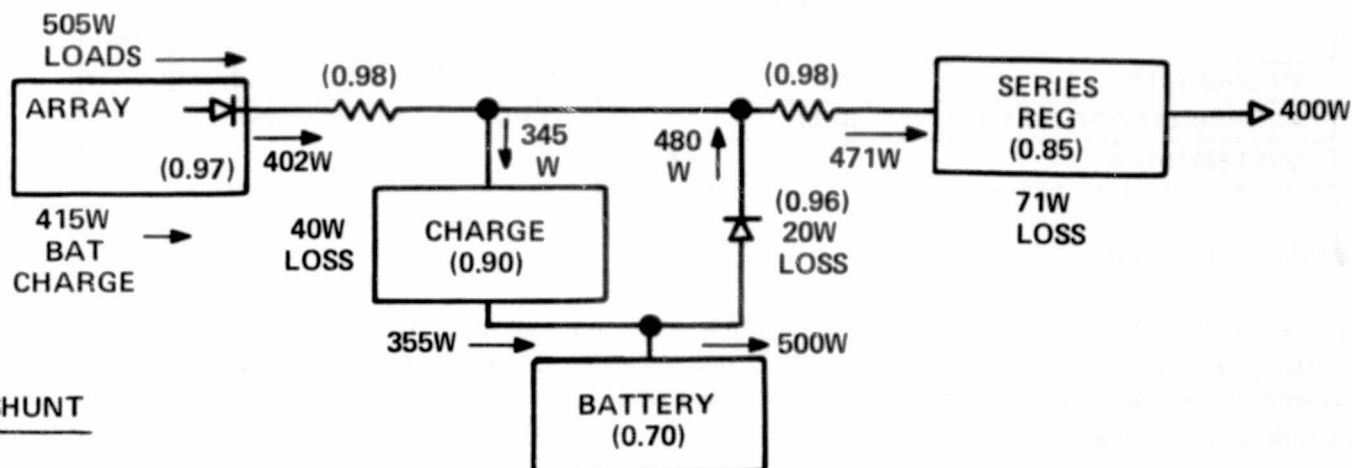 505W
LOADS
ARRAY
(0.97)
402W
415W
BAT
CHARGE
(0.98)
345
W
40W
LOSS
CHARGE
(0.90)
480
W
(0.96)
20W
LOSS
(0.98)
471W
SERIES
REG
(0.85)
400W
71W
LOSS
355W
500W
BATTERY
(0.70)
HUNT